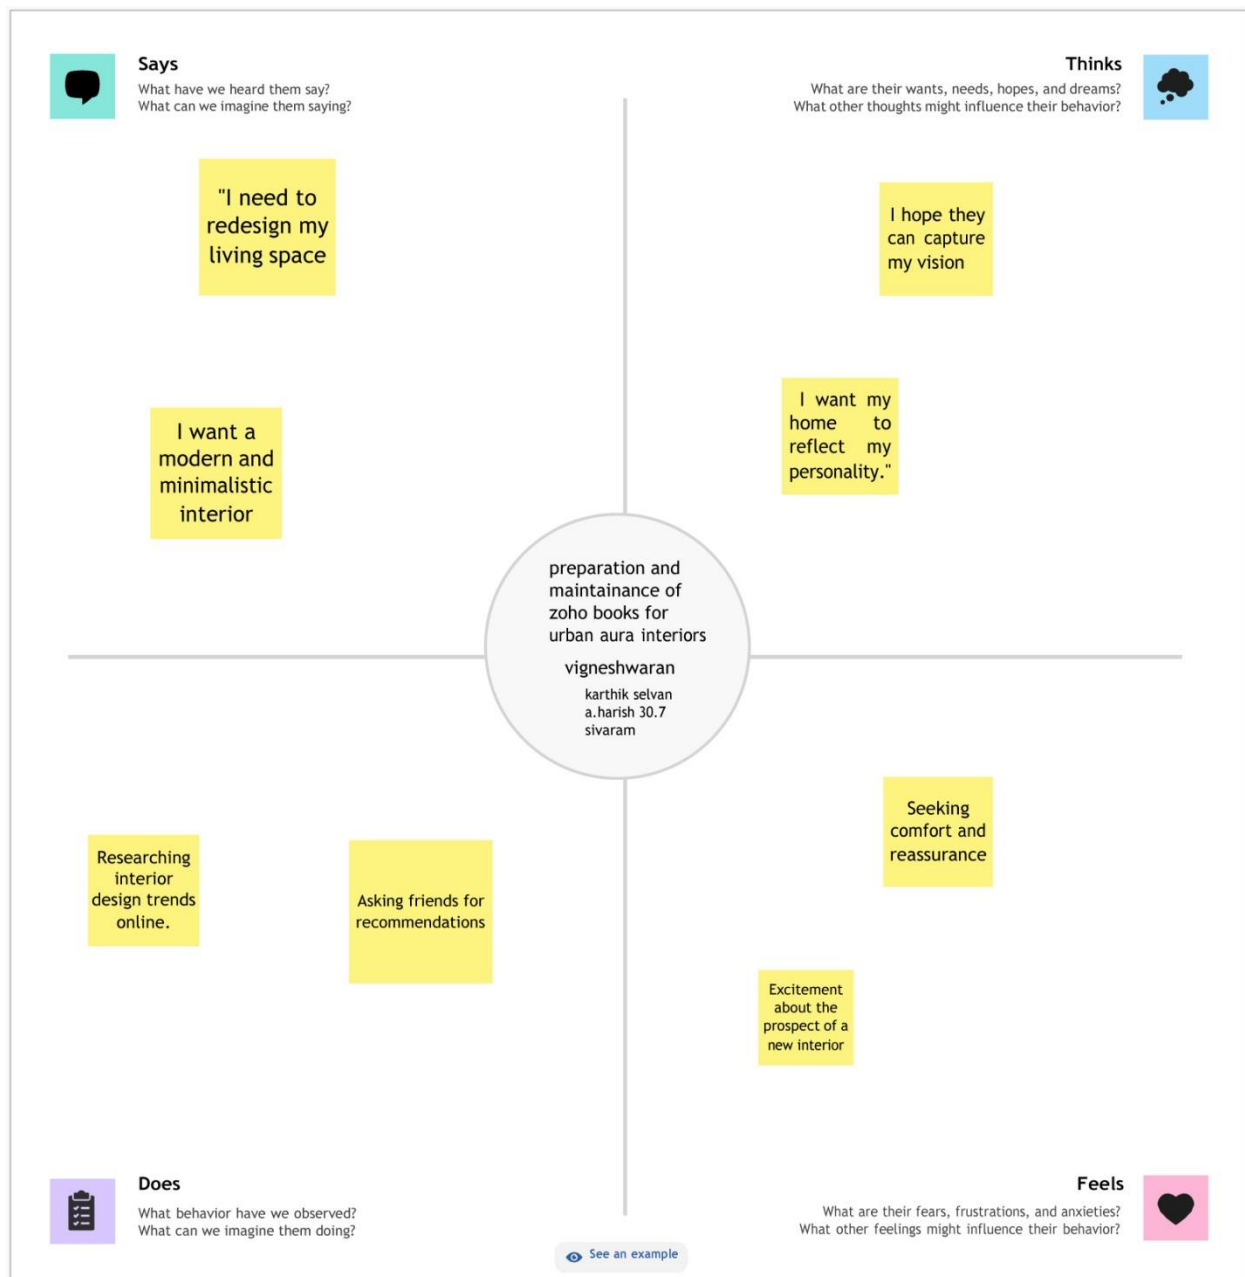 Says
What have we heard them say?
What can we imagine them saying?
Thinks
What are their wants, needs, hopes, and dreams?
What other thoughts might influence their behavior?
"I need to
redesign my
living space
I hope they
can capture
my vision
I want a
modern and
minimalistic
interior
I want my
home to
reflect my
personality."
preparation and
maintainance of
zoho books for
urban aura interiors
vigneshwaran
karthik selvan
a.harish 30.7
sivaram
Researching
interior
design trends
online.
Asking friends for
recommendations
Seeking
comfort and
reassurance
Excitement
about the
prospect of a
new interior
Does
What behavior have we observed?
What can we imagine them doing?
Feels
What are their fears, frustrations, and anxieties?
What other feelings might influence their behavior?
See an example